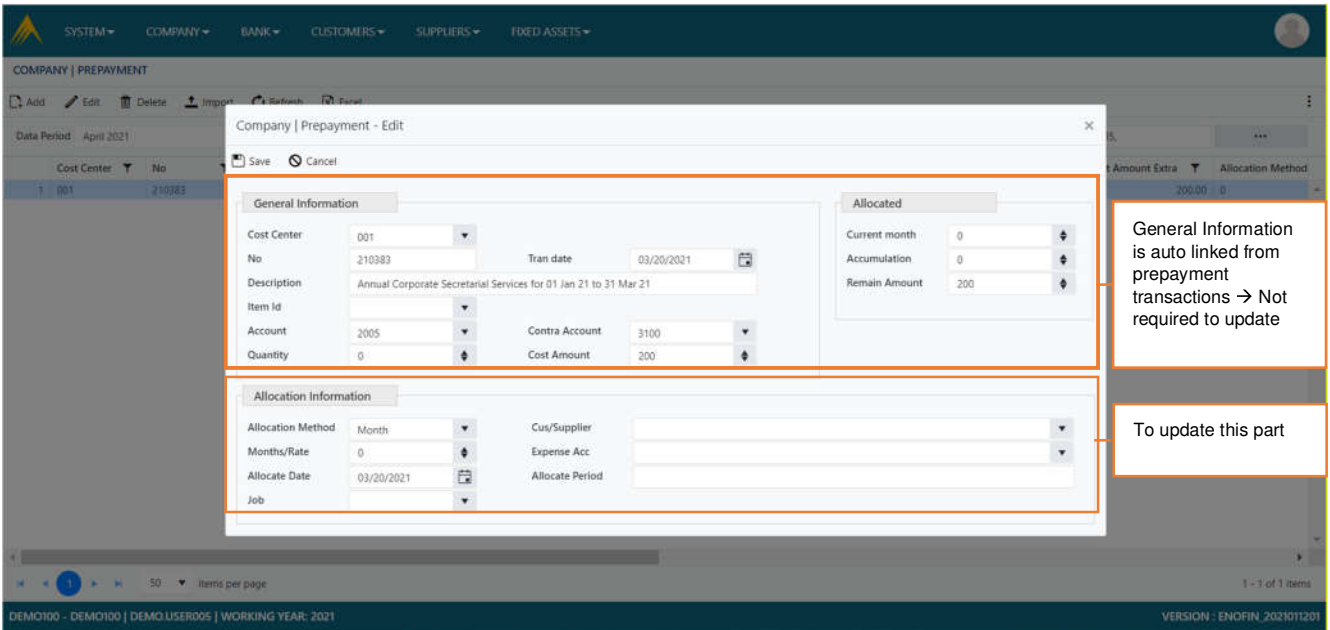 SYSTEM COMPANY BANK CUSTOMERS SUPPLIERS FIXED ASSETS
COMPANY | PREPAYMENT
Add Edit Delete Import Refresh Excel
Data Period April 2021
Cost Center No t Amount Extra Allocation Method
1 001 210383 200.00 0
Company | Prepayment - Edit
Save Cancel
General Information
Cost Center 001
No 210383 Tran date 03/20/2021
Description Annual Corporate Secretarial Services for 01 Jan 21 to 31 Mar 21
Item Id
Account 2005 Contra Account 3100
Quantity 0 Cost Amount 200
Allocated
Current month 0
Accumulation 0
Remain Amount 200
Allocation Information
Allocation Method Month Cus/Supplier
Months/Rate 0 Expense Acc
Allocate Date 03/20/2021 Allocate Period
Job
General Information
is auto linked from
prepayment
transactions → Not
required to update
To update this part
1 50 items per page 1 - 1 of 1 items
DEMO100 - DEMO100 | DEMO.USER005 | WORKING YEAR: 2021 VERSION : ENOFIN_2021011201